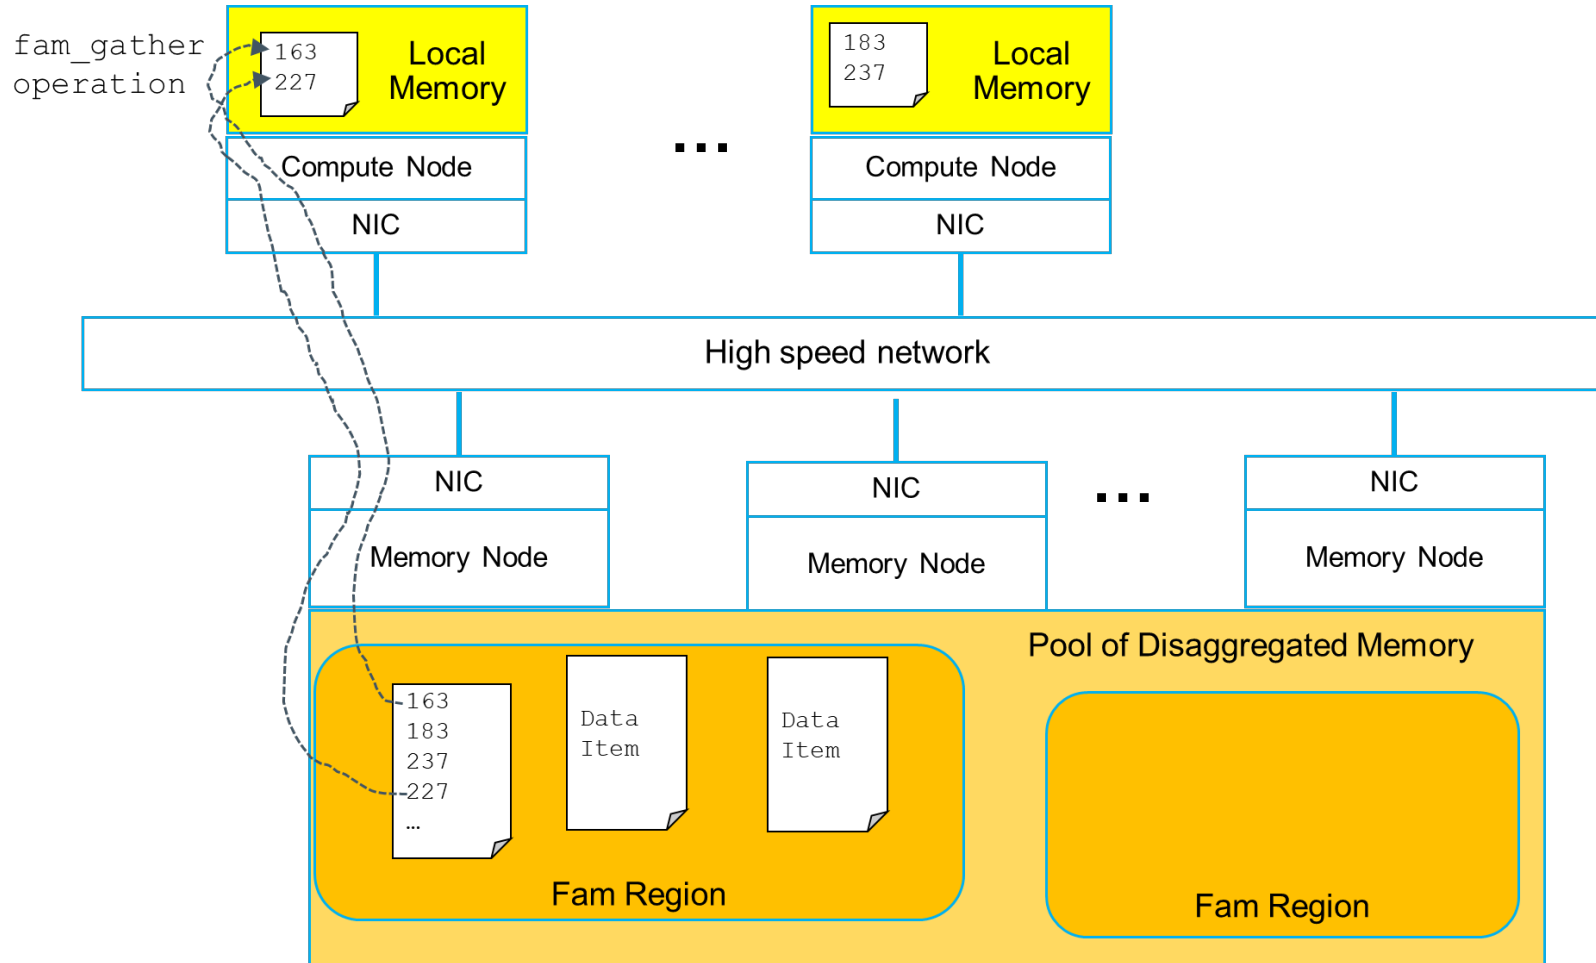 fam_gather
operation
163
227
Local
Memory
Compute Node
NIC
...
183
237
Local
Memory
Compute Node
NIC
High speed network
NIC
Memory Node
NIC
Memory Node
...
NIC
Memory Node
Pool of Disaggregated Memory
163
183
237
227
...
Data
Item
Data
Item
Fam Region
Fam Region